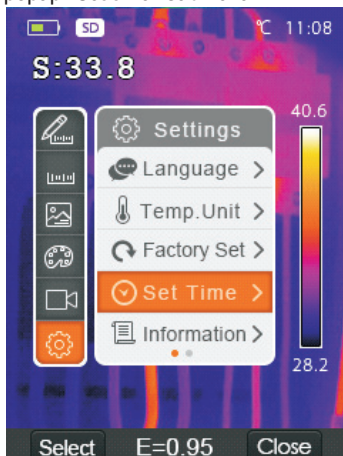 SD ℃ 11:08
S:33.8
40.6
Settings
Language >
Temp.Unit >
Factory Set >
Set Time >
Information >
28.2
Select E=0.95 Close